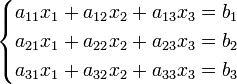 a₁₁x₁ + a₁₂x₂ + a₁₃x₃ = b₁
a₂₁x₁ + a₂₂x₂ + a₂₃x₃ = b₂
a₃₁x₁ + a₃₂x₂ + a₃₃x₃ = b₃